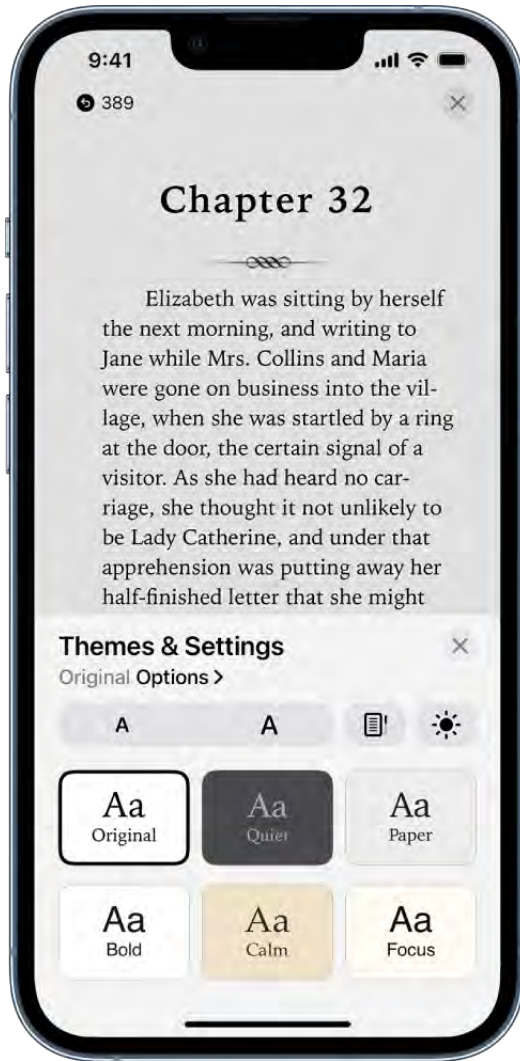 9:41
389
Chapter 32
Elizabeth was sitting by herself
the next morning, and writing to
Jane while Mrs. Collins and Maria
were gone on business into the vil-
lage, when she was startled by a ring
at the door, the certain signal of a
visitor. As she had heard no car-
riage, she thought it not unlikely to
be Lady Catherine, and under that
apprehension was putting away her
half-finished letter that she might
Themes & Settings
Original Options >
A A
Aa Aa Aa
Original Quiet Paper
Aa Aa Aa
Bold Calm Focus